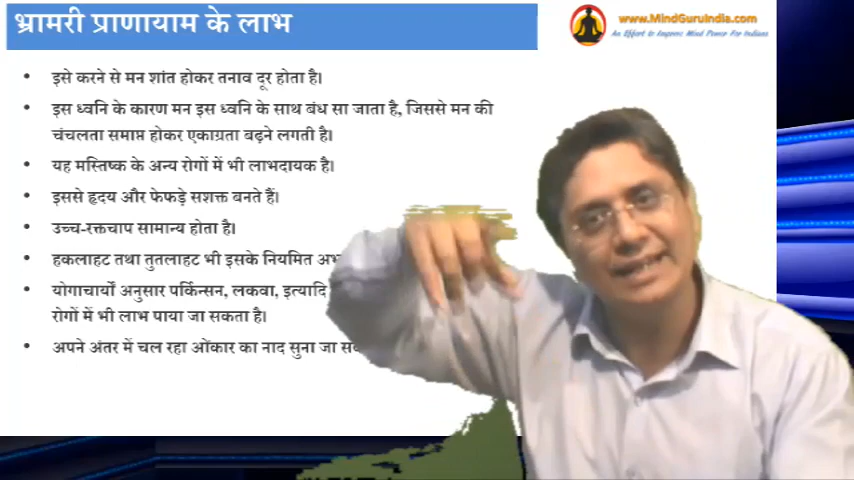 भ्रामरी प्राणायाम के लाभ
www.MindGuruIndia.com
An Effort to Improve Mind Power For Indians
• इसे करने से मन शांत होकर तनाव दूर होता है।
• इस ध्वनि के कारण मन इस ध्वनि के साथ बंध सा जाता है, जिससे मन की
चंचलता समाप्त होकर एकाग्रता बढ़ने लगती है।
• यह मस्तिष्क के अन्य रोगों में भी लाभदायक है।
• इससे हृदय और फेफड़े सशक्त बनते हैं।
• उच्च-रक्तचाप सामान्य होता है।
• हकलाहट तथा तुतलाहट भी इसके नियमित
• योगाचार्यों अनुसार पर्किन्सन, लकवा, इत्यादि
रोगों में भी लाभ पाया जा सकता है।
• अपने अंतर में चल रहा ओंकार का नाद सुना जा